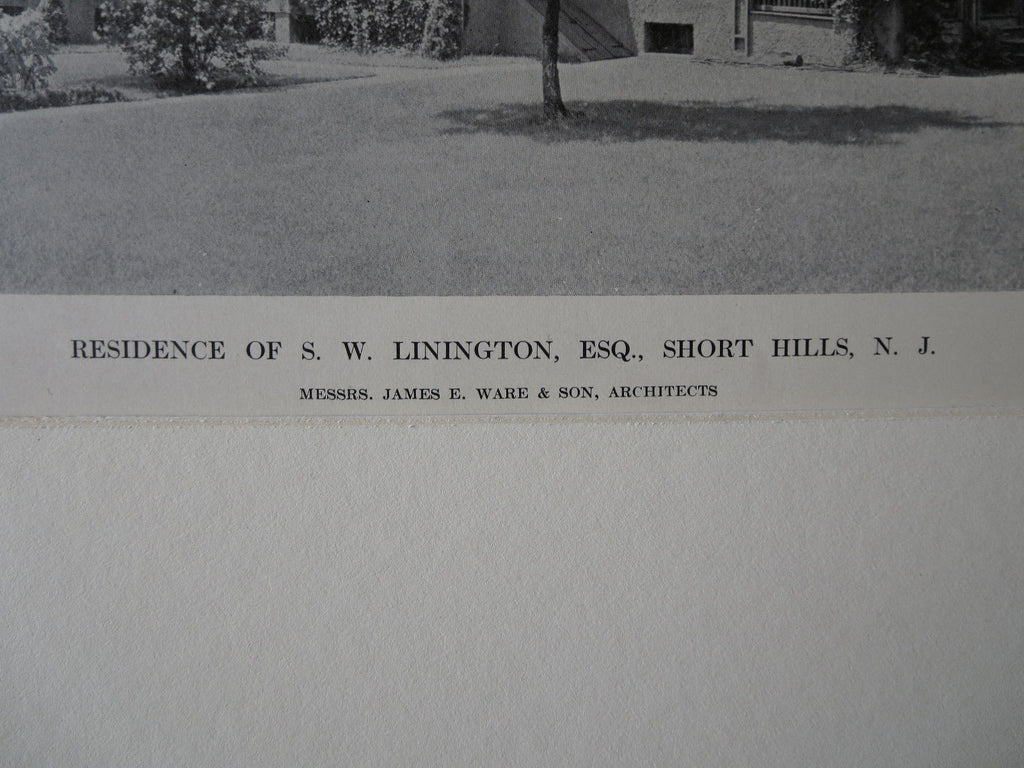 RESIDENCE OF S. W. LININGTON, ESQ., SHORT HILLS, N. J.
MESSRS. JAMES E. WARE & SON, ARCHITECTS